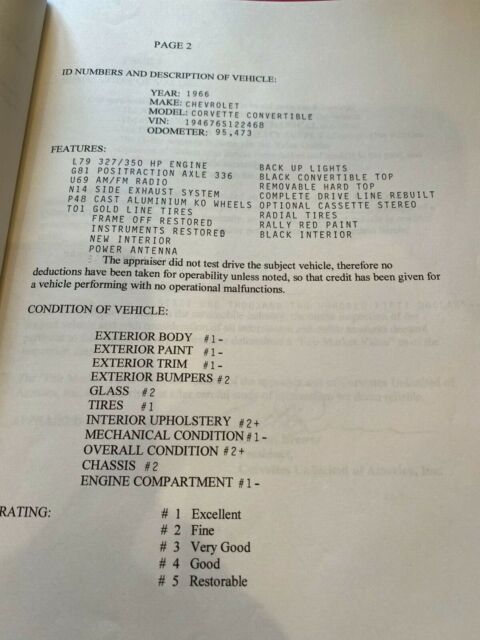 PAGE 2
ID NUMBERS AND DESCRIPTION OF VEHICLE:
YEAR: 1966
MAKE: CHEVROLET
MODEL: CORVETTE CONVERTIBLE
VIN: 1946765122468
ODOMETER: 95,473
FEATURES:
L79 327/350 HP ENGINE BACK UP LIGHTS
G81 POSITRACTION AXLE 336 BLACK CONVERTIBLE TOP
U69 AM/FM RADIO REMOVABLE HARD TOP
N14 SIDE EXHAUST SYSTEM COMPLETE DRIVE LINE REBUILT
P48 CAST ALUMINIUM KO WHEELS OPTIONAL CASSETTE STEREO
TO1 GOLD LINE TIRES RADIAL TIRES
FRAME OFF RESTORED RALLY RED PAINT
INSTRUMENTS RESTORED BLACK INTERIOR
NEW INTERIOR
POWER ANTENNA
The appraiser did not test drive the subject vehicle, therefore no
deductions have been taken for operability unless noted, so that credit has been given for
a vehicle performing with no operational malfunctions.
CONDITION OF VEHICLE:
EXTERIOR BODY #1-
EXTERIOR PAINT #1-
EXTERIOR TRIM #1-
EXTERIOR BUMPERS #2
GLASS #2
TIRES #1
INTERIOR UPHOLSTERY #2+
MECHANICAL CONDITION #1-
OVERALL CONDITION #2+
CHASSIS #2
ENGINE COMPARTMENT #1-
RATING: # 1 Excellent
# 2 Fine
# 3 Very Good
# 4 Good
# 5 Restorable